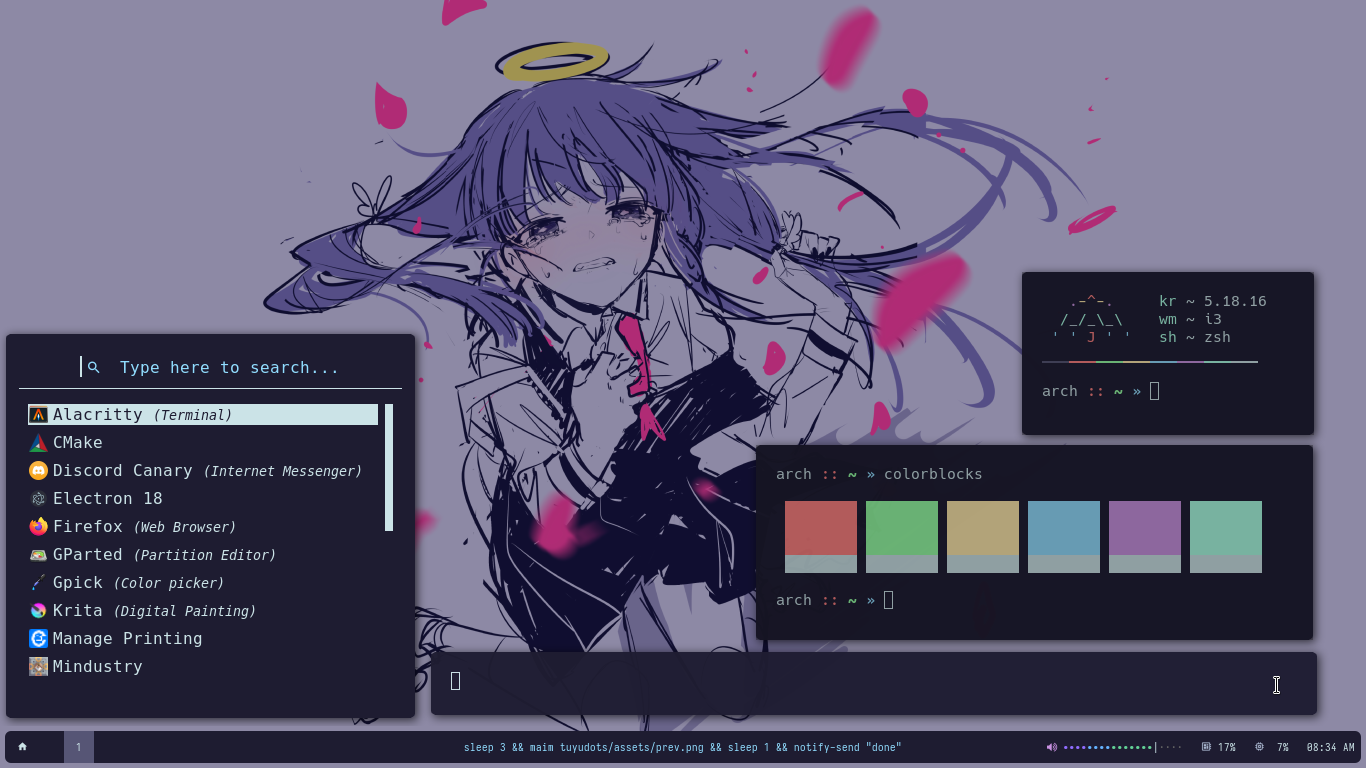 Type here to search...
Alacritty (Terminal)
CMake
Discord Canary (Internet Messenger)
Electron 18
Firefox (Web Browser)
GParted (Partition Editor)
Gpick (Color picker)
Krita (Digital Painting)
Manage Printing
Mindustry
.-^-.
/_/_\_\
' ' J ' '
kr ~ 5.18.16
wm ~ i3
sh ~ zsh
arch :: ~ »
arch :: ~ » colorblocks
arch :: ~ »
1
sleep 3 && maim tuyudots/assets/prev.png && sleep 1 && notify-send "done"
17%
7%
08:34 AM